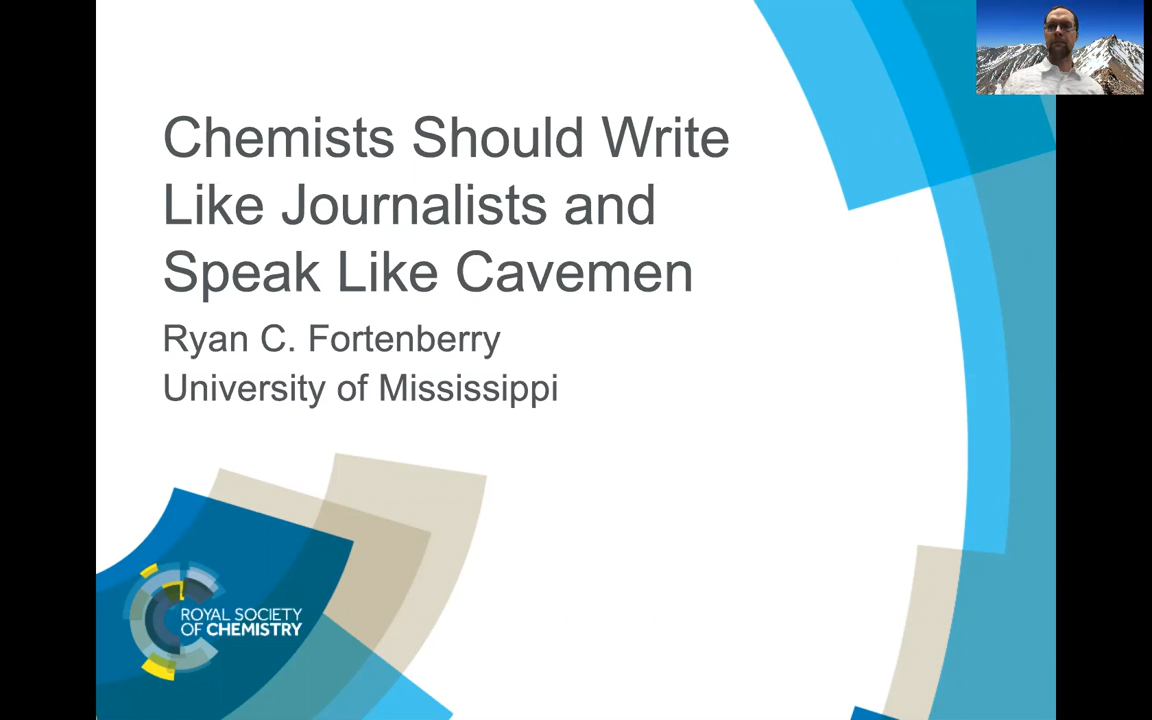 Chemists Should Write
Like Journalists and
Speak Like Cavemen
Ryan C. Fortenberry
University of Mississippi
ROYAL SOCIETY
OF CHEMISTRY